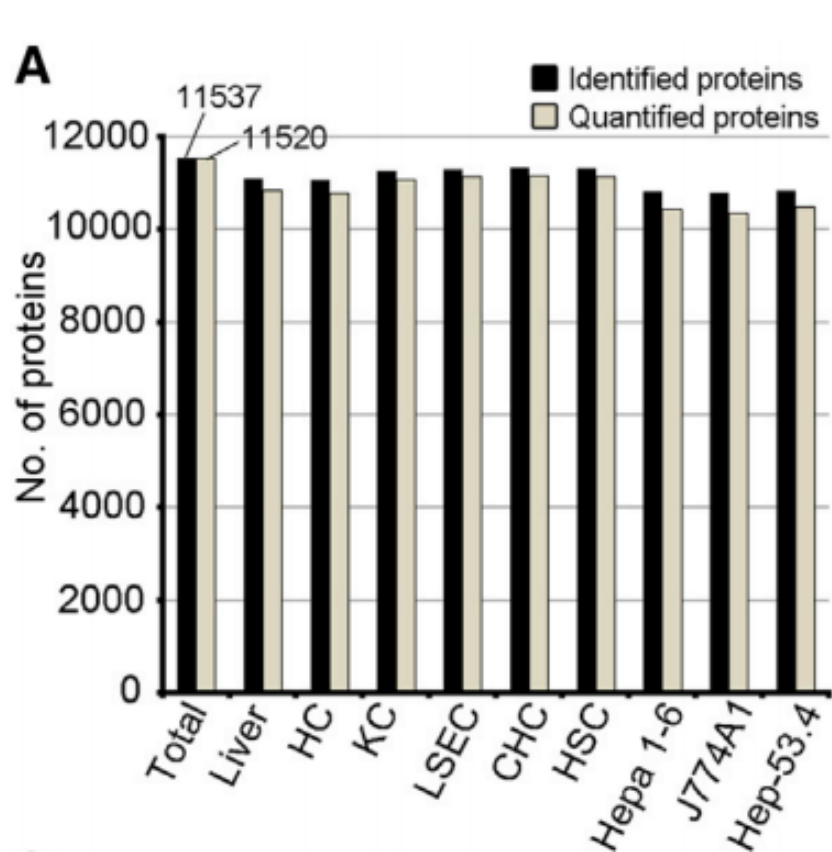 A
Identified proteins
Quantified proteins
11537
11520
No. of proteins
12000
10000
8000
6000
4000
2000
0
Total
Liver
HC
KC
LSEC
CHC
HSC
Hepa 1-6
J774A1
Hep-53.4